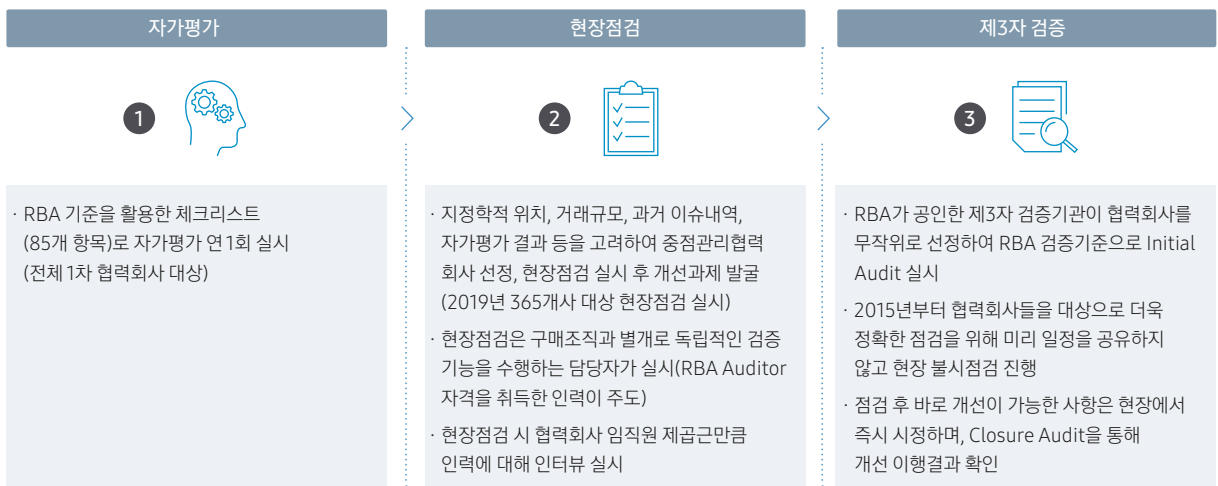 자가평가
1
· RBA 기준을 활용한 체크리스트
(85개 항목)로 자가평가 연 1회 실시
(전체 1차 협력회사 대상)
현장점검
2
· 지정학적 위치, 거래규모, 과거 이슈내역,
자가평가 결과 등을 고려하여 중점관리협력
회사 선정, 현장점검 실시 후 개선과제 발굴
(2019년 365개사 대상 현장점검 실시)
· 현장점검은 구매조직과 별개로 독립적인 검증
기능을 수행하는 담당자가 실시(RBA Auditor
자격을 취득한 인력이 주도)
· 현장점검 시 협력회사 임직원 제곱근만큼
인력에 대해 인터뷰 실시
제3자 검증
3
· RBA가 공인한 제3자 검증기관이 협력회사를
무작위로 선정하여 RBA 검증기준으로 Initial
Audit 실시
· 2015년부터 협력회사들을 대상으로 더욱
정확한 점검을 위해 미리 일정을 공유하지
않고 현장 불시점검 진행
· 점검 후 바로 개선이 가능한 사항은 현장에서
즉시 시정하며, Closure Audit을 통해
개선 이행결과 확인